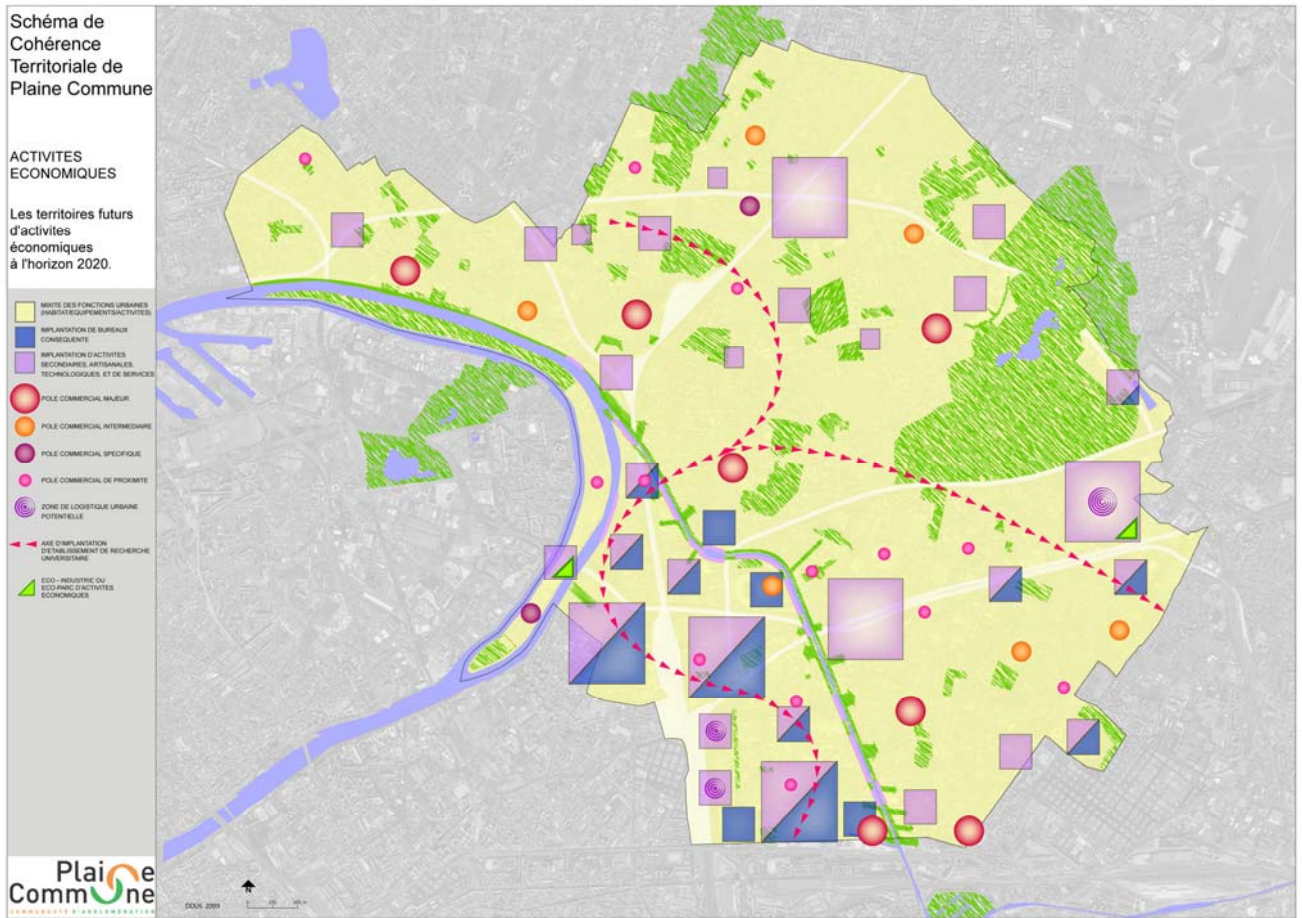 Schéma de
Cohérence
Territoriale de
Plaine Commune
ACTIVITES
ECONOMIQUES
Les territoires futurs
d'activites
économiques
à l'horizon 2020.
MIXITE DES FONCTIONS URBAINES
(HABITAT/EQUIPEMENTS/ACTIVITES)
IMPLANTATION DE BUREAUX
CONSEQUENTE
IMPLANTATION D'ACTIVITES
SECONDAIRES, ARTISANALES,
TECHNOLOGIQUES, ET DE SERVICES
POLE COMMERCIAL MAJEUR
POLE COMMERCIAL INTERMEDIAIRE
POLE COMMERCIAL SPECIFIQUE
POLE COMMERCIAL DE PROXIMITE
ZONE DE LOGISTIQUE URBAINE
POTENTIELLE
AXE D'IMPLANTATION
D'ETABLISSEMENT DE RECHERCHE
UNIVERSITAIRE
ECO - INDUSTRIE OU
ECO-PARC D'ACTIVITES
ECONOMIQUES
Plaine
Commune
COMMUNAUTÉ D'AGGLOMÉRATION
DDUS 2009
N